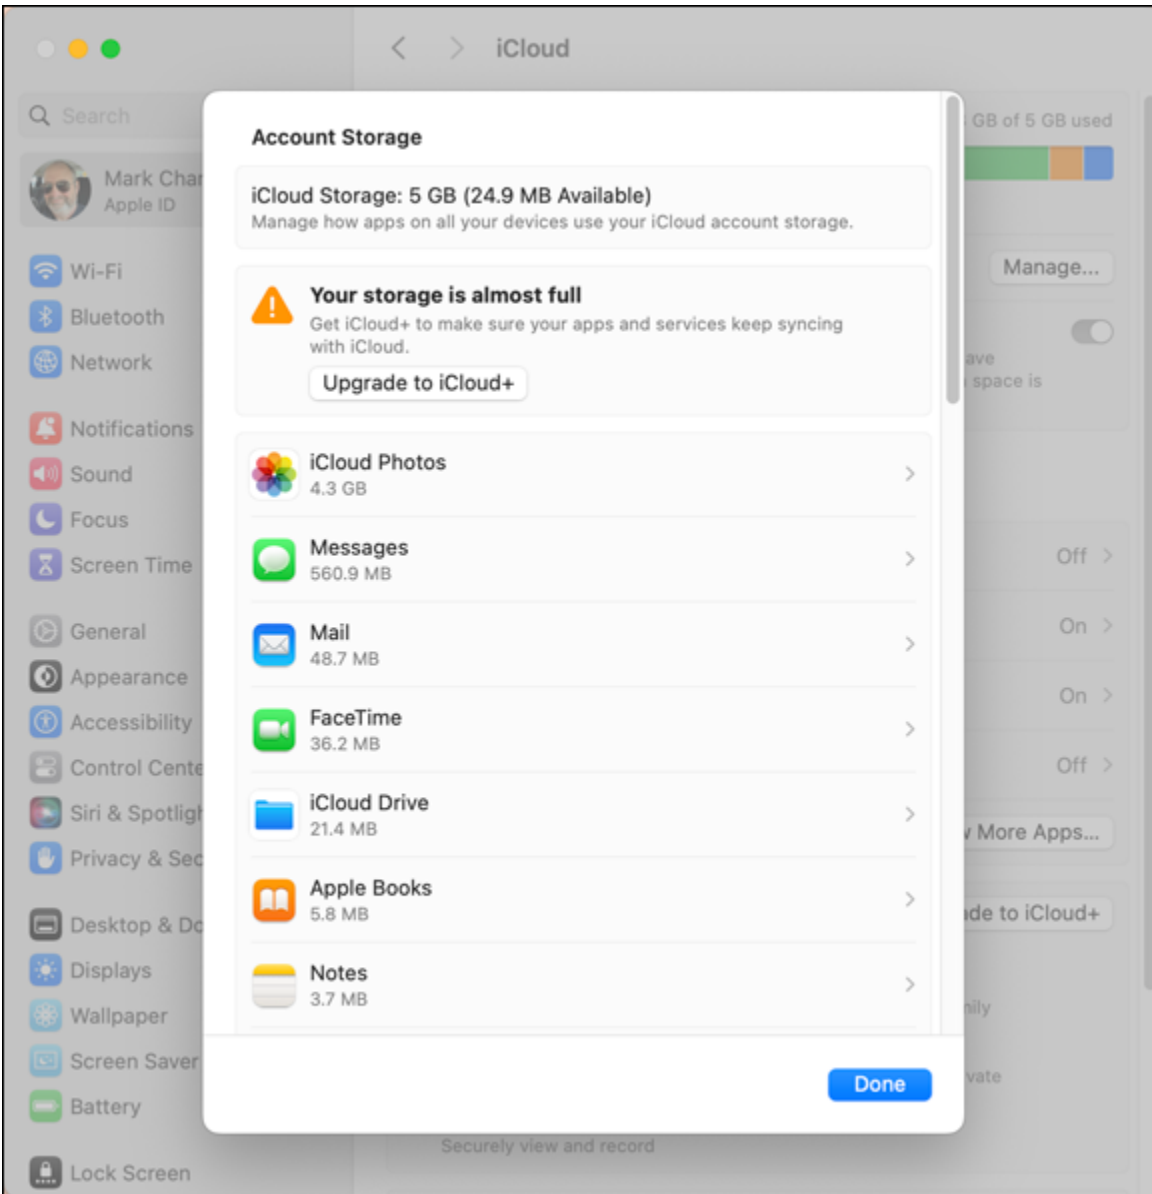 iCloud
Search
Mark Char
Apple ID
Wi-Fi
Bluetooth
Network
Notifications
Sound
Focus
Screen Time
General
Appearance
Accessibility
Control Cente
Siri & Spotligh
Privacy & Sec
Desktop & Do
Displays
Wallpaper
Screen Saver
Battery
Lock Screen
Account Storage
iCloud Storage: 5 GB (24.9 MB Available)
Manage how apps on all your devices use your iCloud account storage.
Your storage is almost full
Get iCloud+ to make sure your apps and services keep syncing
with iCloud.
Upgrade to iCloud+
iCloud Photos
4.3 GB
Messages
560.9 MB
Mail
48.7 MB
FaceTime
36.2 MB
iCloud Drive
21.4 MB
Apple Books
5.8 MB
Notes
3.7 MB
Done
GB of 5 GB used
Manage...
ave
space is
Off
On
On
Off
More Apps...
ade to iCloud+
mily
vate
Securely view and record